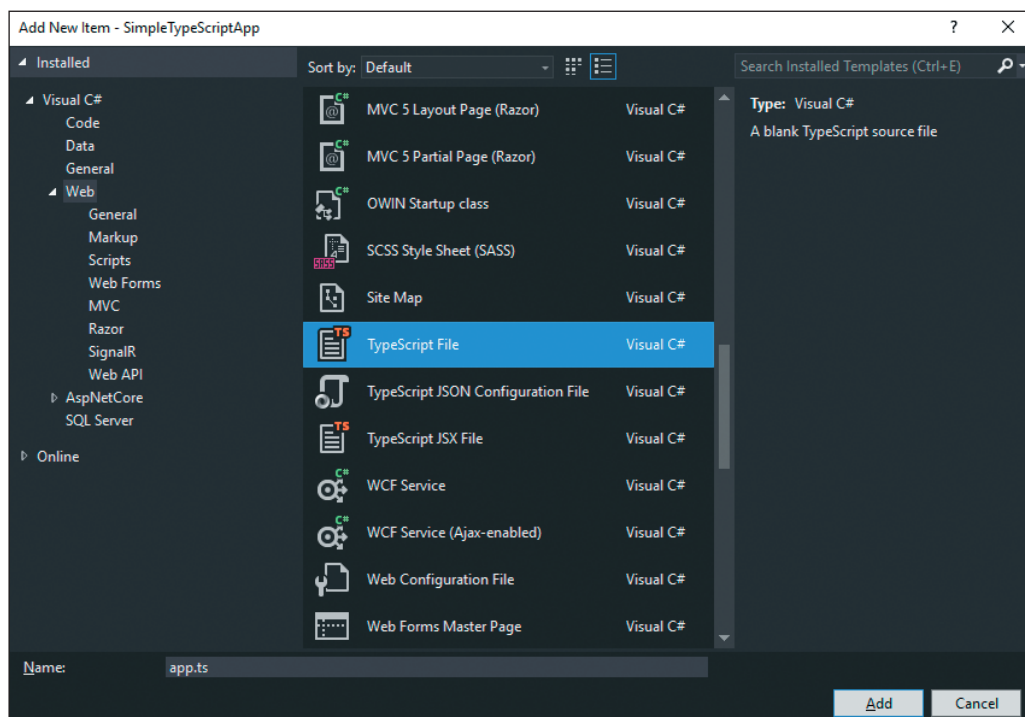 Add New Item - SimpleTypeScriptApp ?
Installed
Sort by: Default
Search Installed Templates (Ctrl+E)
Visual C#
Code
Data
General
Web
General
Markup
Scripts
Web Forms
MVC
Razor
SignalR
Web API
AspNetCore
SQL Server
Online
C# @ MVC 5 Layout Page (Razor) Visual C#
C# @ MVC 5 Partial Page (Razor) Visual C#
C# OWIN Startup class Visual C#
SASS SCSS Style Sheet (SASS) Visual C#
Site Map Visual C#
TS TypeScript File Visual C#
TypeScript JSON Configuration File Visual C#
TS TypeScript JSX File Visual C#
C# WCF Service Visual C#
C# WCF Service (Ajax-enabled) Visual C#
Web Configuration File Visual C#
Web Forms Master Page Visual C#
Type: Visual C#
A blank TypeScript source file
Name: app.ts
Add Cancel